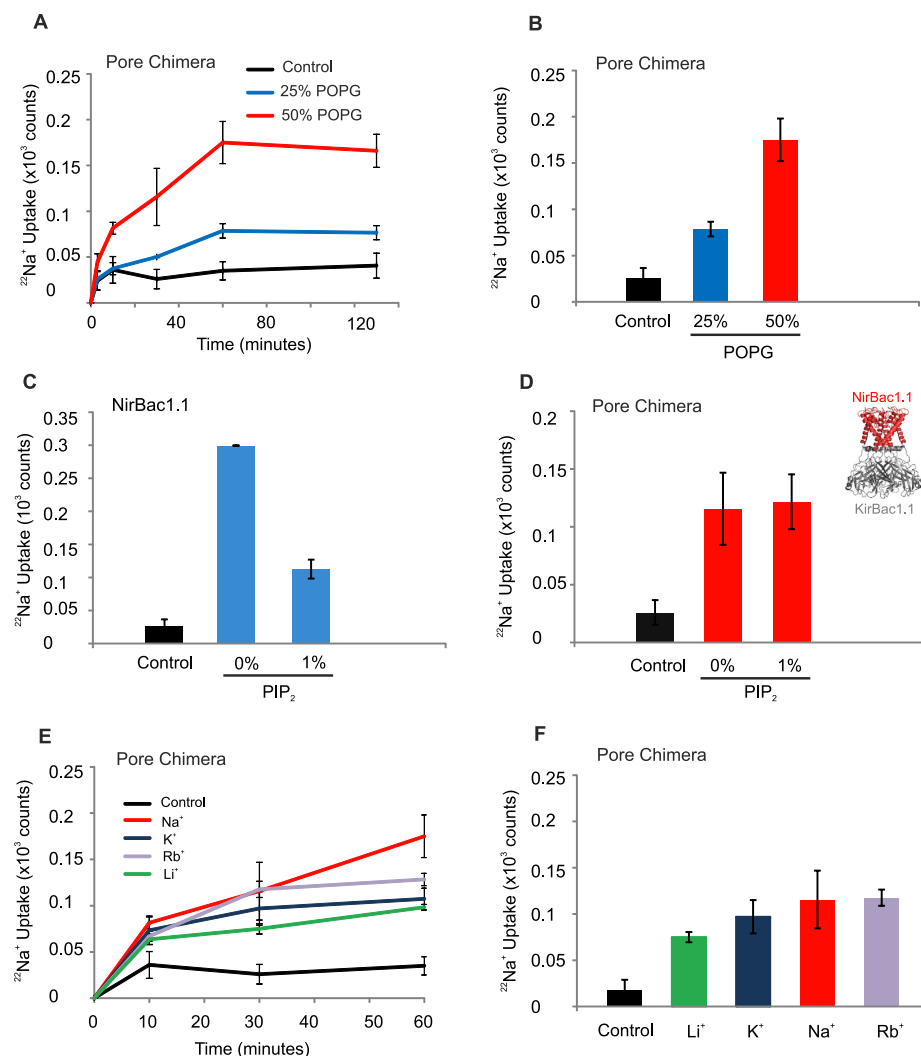 A
Pore Chimera
Control
25% POPG
50% POPG
²²Na⁺ Uptake (x10³ counts)
0.25
0.2
0.15
0.1
0.05
0
0 40 80 120
Time (minutes)
B
Pore Chimera
²²Na⁺ Uptake (x10³ counts)
0.25
0.2
0.15
0.1
0.05
0
Control 25% 50%
POPG
C
NirBac1.1
²²Na⁺ Uptake (10³ counts)
0.35
0.3
0.15
0.1
0.05
0
Control 0% 1%
PIP₂
D
Pore Chimera
²²Na⁺ Uptake (x10³ counts)
0.2
0.15
0.1
0.05
0
Control 0% 1%
PIP₂
NirBac1.1
KirBac1.1
E
Pore Chimera
Control
Na⁺
K⁺
Rb⁺
Li⁺
²²Na⁺ Uptake (x10³ counts)
0.25
0.2
0.15
0.1
0.05
0
0 10 20 30 40 50 60
Time (minutes)
F
Pore Chimera
²²Na⁺ Uptake (x10³ counts)
0.25
0.2
0.15
0.1
0.05
0
Control Li⁺ K⁺ Na⁺ Rb⁺